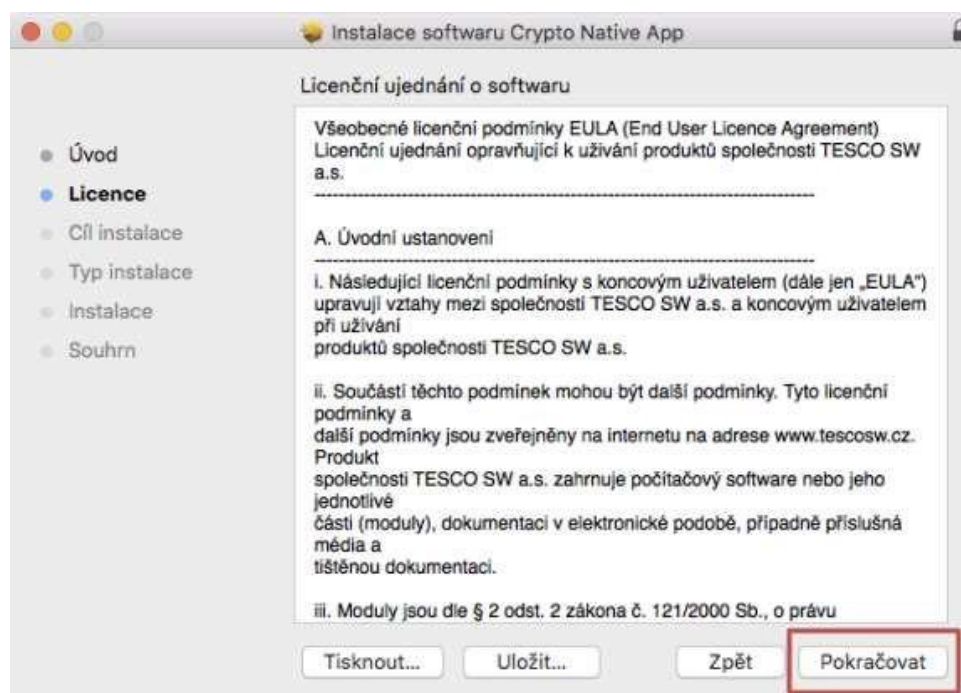 Instalace softwaru Crypto Native App
Licenční ujednání o softwaru
Úvod
Licence
Cíl instalace
Typ instalace
Instalace
Souhrn
Všeobecné licenční podmínky EULA (End User Licence Agreement)
Licenční ujednání opravňující k užívání produktů společnosti TESCO SW
a.s.
--------------------------------------------------------------------------------
A. Úvodní ustanovení
--------------------------------------------------------------------------------
i. Následující licenční podmínky s koncovým uživatelem (dále jen „EULA")
upravují vztahy mezi společností TESCO SW a.s. a koncovým uživatelem
při užívání
produktů společnosti TESCO SW a.s.
ii. Součástí těchto podmínek mohou být další podmínky. Tyto licenční
podmínky a
další podmínky jsou zveřejněny na internetu na adrese www.tescosw.cz.
Produkt
společnosti TESCO SW a.s. zahrnuje počítačový software nebo jeho
jednotlivé
části (moduly), dokumentaci v elektronické podobě, případně příslušná
média a
tištěnou dokumentaci.
iii. Moduly jsou dle § 2 odst. 2 zákona č. 121/2000 Sb., o právu
Tisknout... Uložit... Zpět Pokračovat